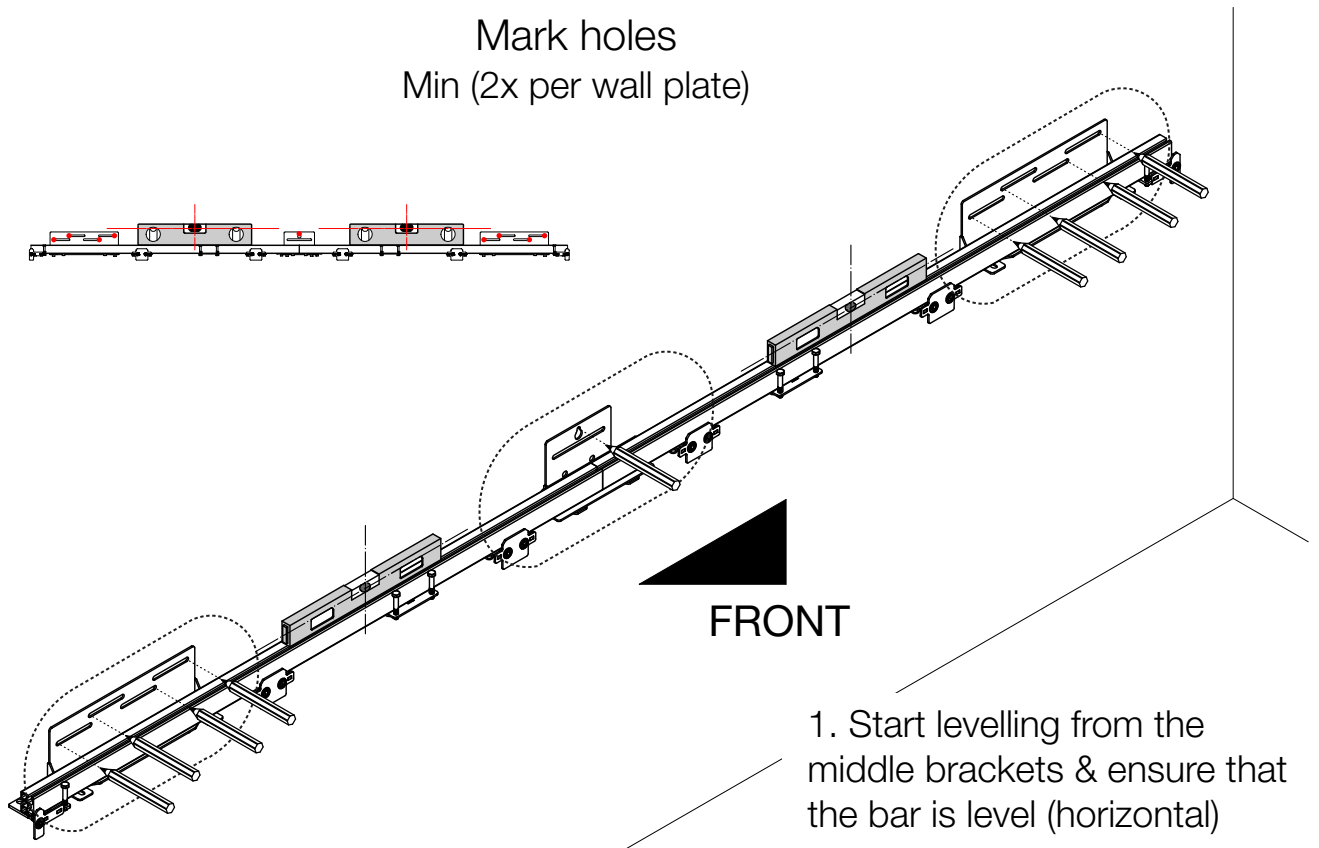 Mark holes
Min (2x per wall plate)
FRONT
1. Start levelling from the
middle brackets & ensure that
the bar is level (horizontal)